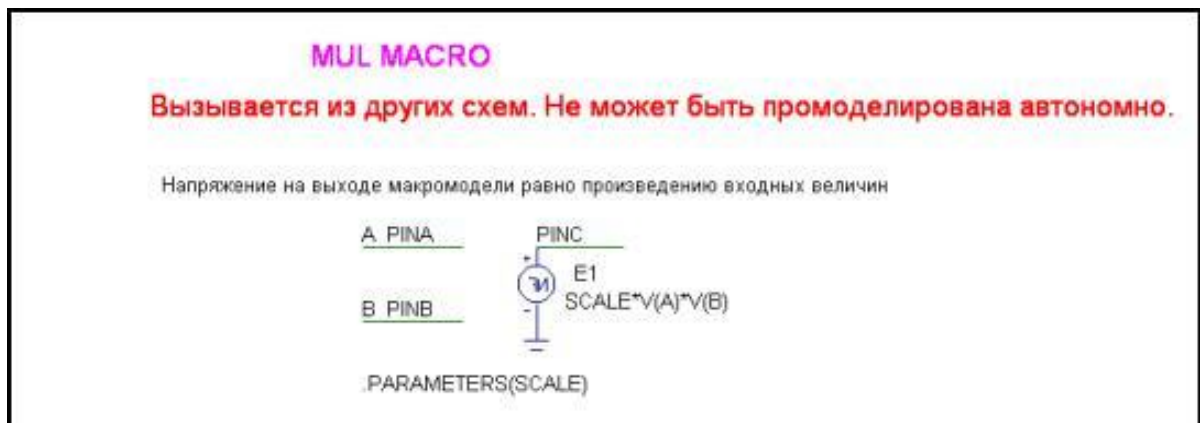 MUL MACRO
Вызывается из других схем. Не может быть промоделирована автономно.
Напряжение на выходе макромодели равно произведению входных величин
A PINA
PINC
+
E1
SCALE*V(A)*V(B)
B PINB
-
.PARAMETERS(SCALE)